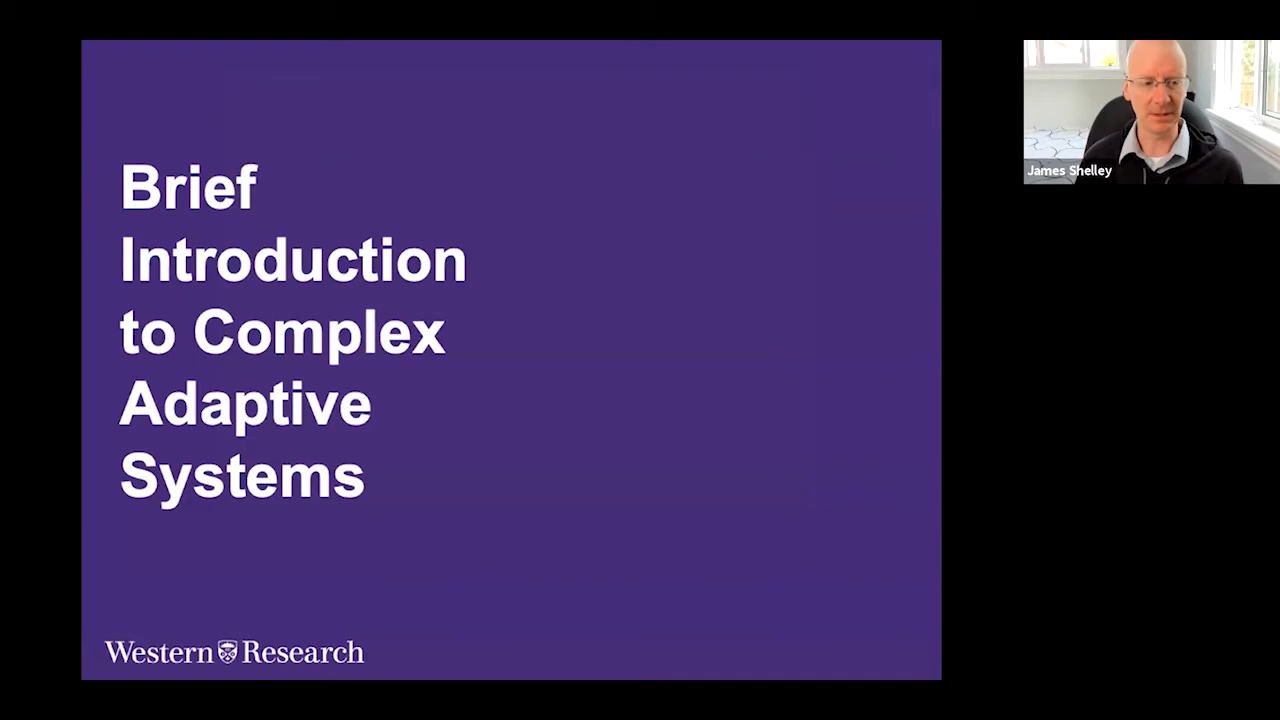 Brief
Introduction
to Complex
Adaptive
Systems
Western Research
James Shelley